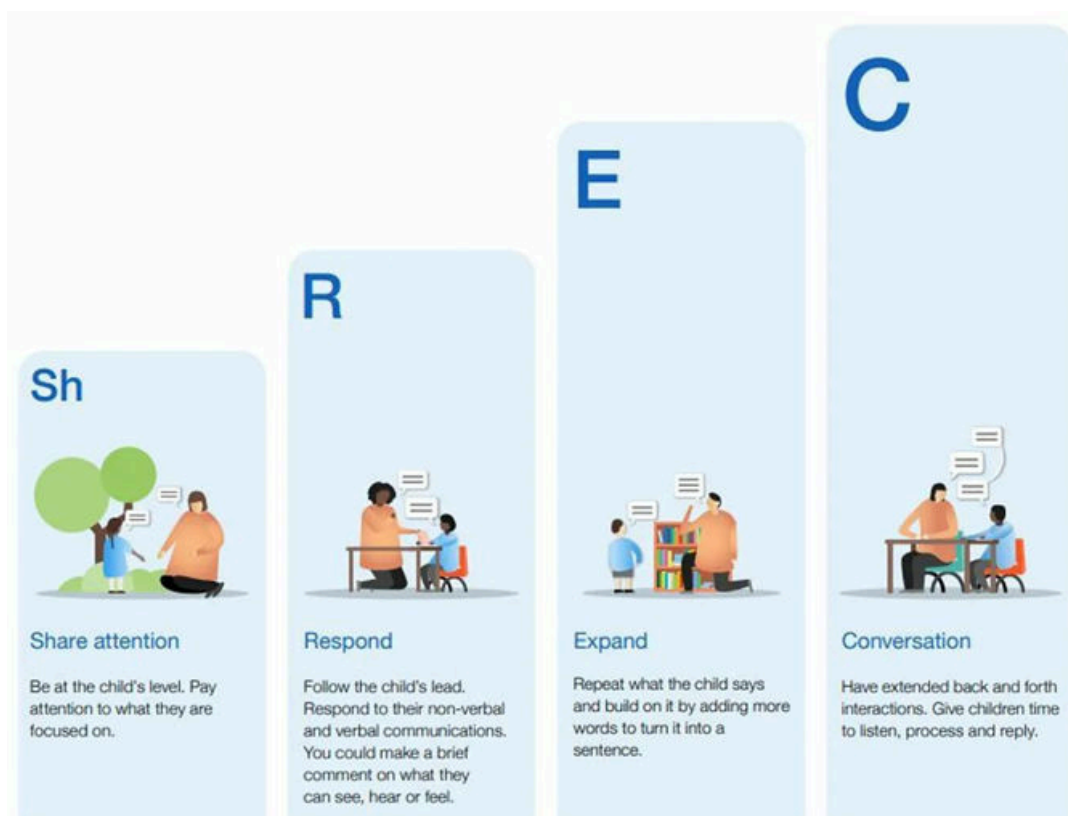 Sh
Share attention
Be at the child's level. Pay
attention to what they are
focused on.
R
Respond
Follow the child's lead.
Respond to their non-verbal
and verbal communications.
You could make a brief
comment on what they
can see, hear or feel.
E
Expand
Repeat what the child says
and build on it by adding more
words to turn it into a
sentence.
C
Conversation
Have extended back and forth
interactions. Give children time
to listen, process and reply.